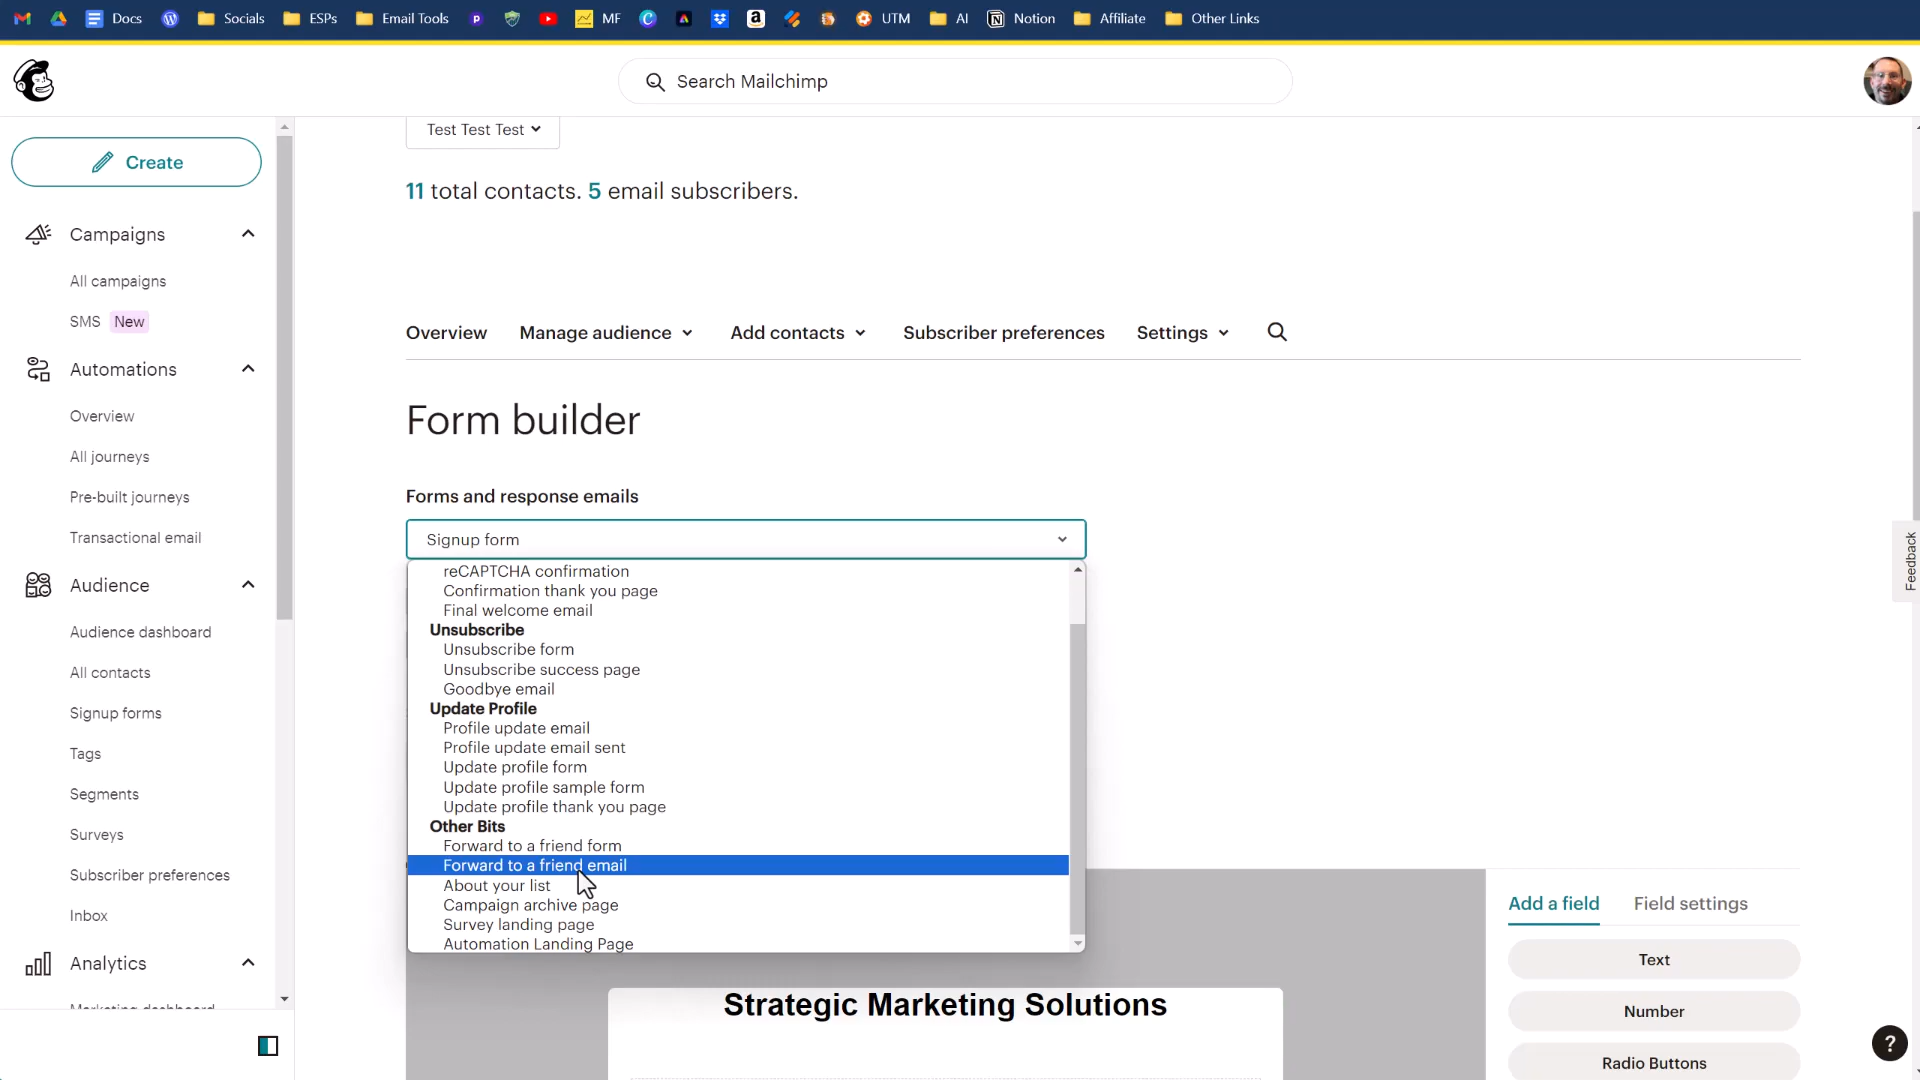 Docs
Socials
ESPs
Email Tools
MF
UTM
AI
Notion
Affiliate
Other Links
Search Mailchimp
Create
Campaigns
All campaigns
SMS New
Automations
Overview
All journeys
Pre-built journeys
Transactional email
Audience
Audience dashboard
All contacts
Signup forms
Tags
Segments
Surveys
Subscriber preferences
Inbox
Analytics
Marketing dashboard
Test Test Test
11 total contacts. 5 email subscribers.
Overview
Manage audience
Add contacts
Subscriber preferences
Settings
Form builder
Forms and response emails
Signup form
reCAPTCHA confirmation
Confirmation thank you page
Final welcome email
Unsubscribe
Unsubscribe form
Unsubscribe success page
Goodbye email
Update Profile
Profile update email
Profile update email sent
Update profile form
Update profile sample form
Update profile thank you page
Other Bits
Forward to a friend form
Forward to a friend email
About your list
Campaign archive page
Survey landing page
Automation Landing Page
Strategic Marketing Solutions
Add a field
Field settings
Text
Number
Radio Buttons
Feedback
?